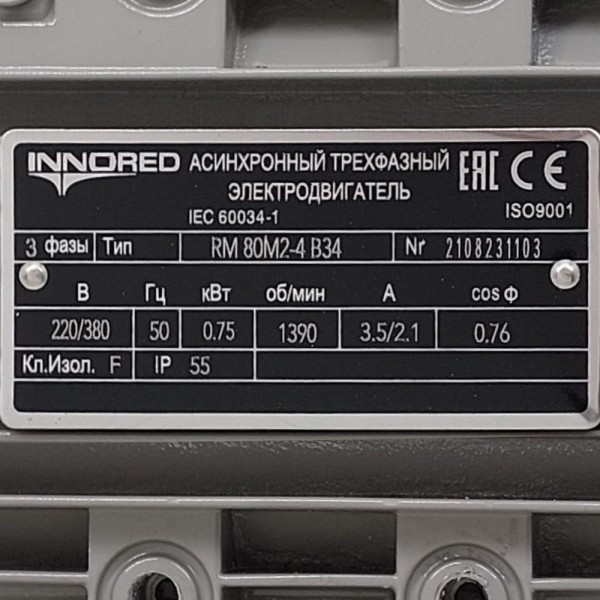 INNORED АСИНХРОННЫЙ ТРЕХФАЗНЫЙ EAC CE
ЭЛЕКТРОДВИГАТЕЛЬ
IEC 60034-1 ISO9001
3 фазы Тип RM 80M2-4 B34 Nr 2108231103
В Гц кВт об/мин А cos ф
220/380 50 0.75 1390 3.5/2.1 0.76
Кл.Изол. F IP 55